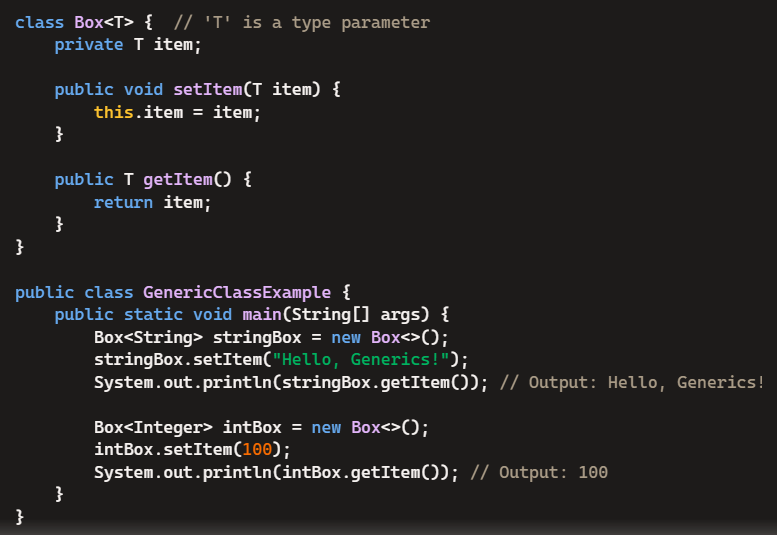 class Box<T> {  // 'T' is a type parameter
    private T item;

    public void setItem(T item) {
        this.item = item;
    }

    public T getItem() {
        return item;
    }
}

public class GenericClassExample {
    public static void main(String[] args) {
        Box<String> stringBox = new Box<>();
        stringBox.setItem("Hello, Generics!");
        System.out.println(stringBox.getItem()); // Output: Hello, Generics!

        Box<Integer> intBox = new Box<>();
        intBox.setItem(100);
        System.out.println(intBox.getItem()); // Output: 100
    }
}